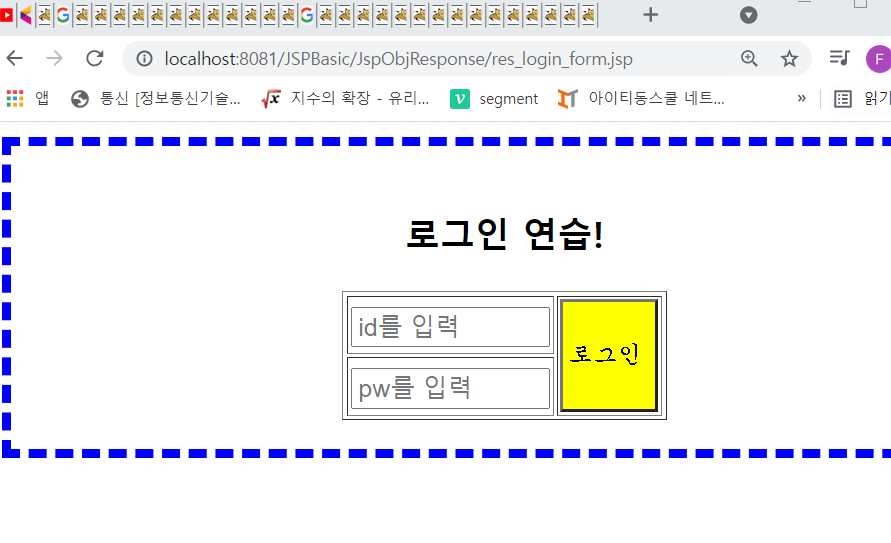 localhost:8081/JSPBasic/JspObjResponse/res_login_form.jsp
F
앱 통신 [정보통신기술... 지수의 확장 - 유리... segment 아이티동스쿨 네트... » 읽기
로그인 연습!
id를 입력
로그인
pw를 입력